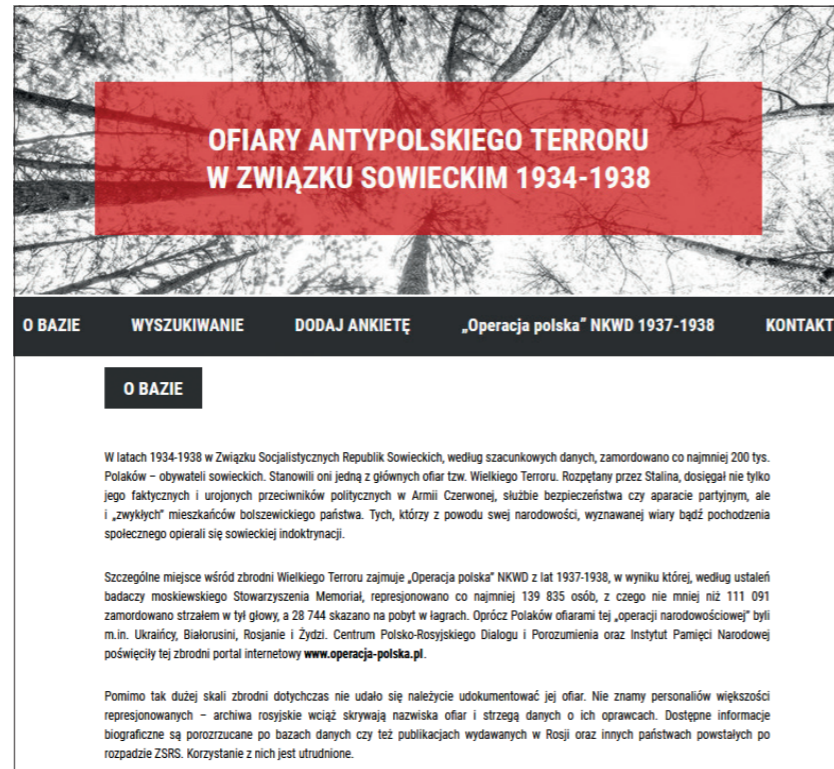 OFIARY ANTYPOLSKIEGO TERRORU
W ZWIĄZKU SOWIECKIM 1934-1938
O BAZIE WYSZUKIWANIE DODAJ ANKIETĘ „Operacja polska” NKWD 1937-1938 KONTAKT
O BAZIE
W latach 1934-1938 w Związku Socjalistycznych Republik Sowieckich, według szacunkowych danych, zamordowano co najmniej 200 tys.
Polaków – obywateli sowieckich. Stanowili oni jedną z głównych ofiar tzw. Wielkiego Terroru. Rozpętany przez Stalina, dosięgał nie tylko
jego faktycznych i urojonych przeciwników politycznych w Armii Czerwonej, służbie bezpieczeństwa czy aparacie partyjnym, ale
i „zwykłych” mieszkańców bolszewickiego państwa. Tych, którzy z powodu swej narodowości, wyznawanej wiary bądź pochodzenia
społecznego opierali się sowieckiej indoktrynacji.
Szczególne miejsce wśród zbrodni Wielkiego Terroru zajmuje „Operacja polska” NKWD z lat 1937-1938, w wyniku której, według ustaleń
badaczy moskiewskiego Stowarzyszenia Memoriał, represjonowano co najmniej 139 835 osób, z czego nie mniej niż 111 091
zamordowano strzałem w tył głowy, a 28 744 skazano na pobyt w łagrach. Oprócz Polaków ofiarami tej „operacji narodowościowej” byli
m.in. Ukraińcy, Białorusini, Rosjanie i Żydzi. Centrum Polsko-Rosyjskiego Dialogu i Porozumienia oraz Instytut Pamięci Narodowej
poświęciły tej zbrodni portal internetowy www.operacja-polska.pl.
Pomimo tak dużej skali zbrodni dotychczas nie udało się należycie udokumentować jej ofiar. Nie znamy personaliów większości
represjonowanych – archiwa rosyjskie wciąż skrywają nazwiska ofiar i strzegą danych o ich oprawcach. Dostępne informacje
biograficzne są porozrzucane po bazach danych czy też publikacjach wydawanych w Rosji oraz innych państwach powstałych po
rozpadzie ZSRS. Korzystanie z nich jest utrudnione.